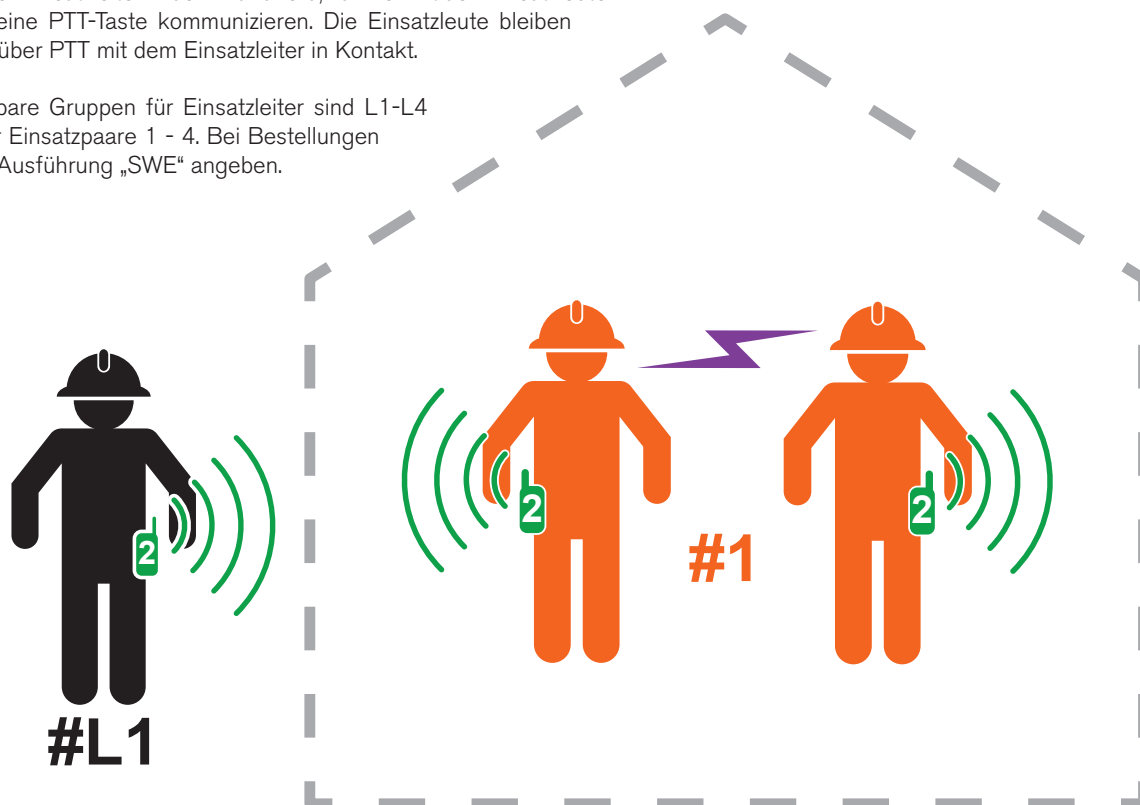 eine PTT-Taste kommunizieren. Die Einsatzleute bleiben
über PTT mit dem Einsatzleiter in Kontakt.
bare Gruppen für Einsatzleiter sind L1-L4
Einsatzpaare 1 - 4. Bei Bestellungen
Ausführung „SWE“ angeben.
2
2
2
#1
#L1